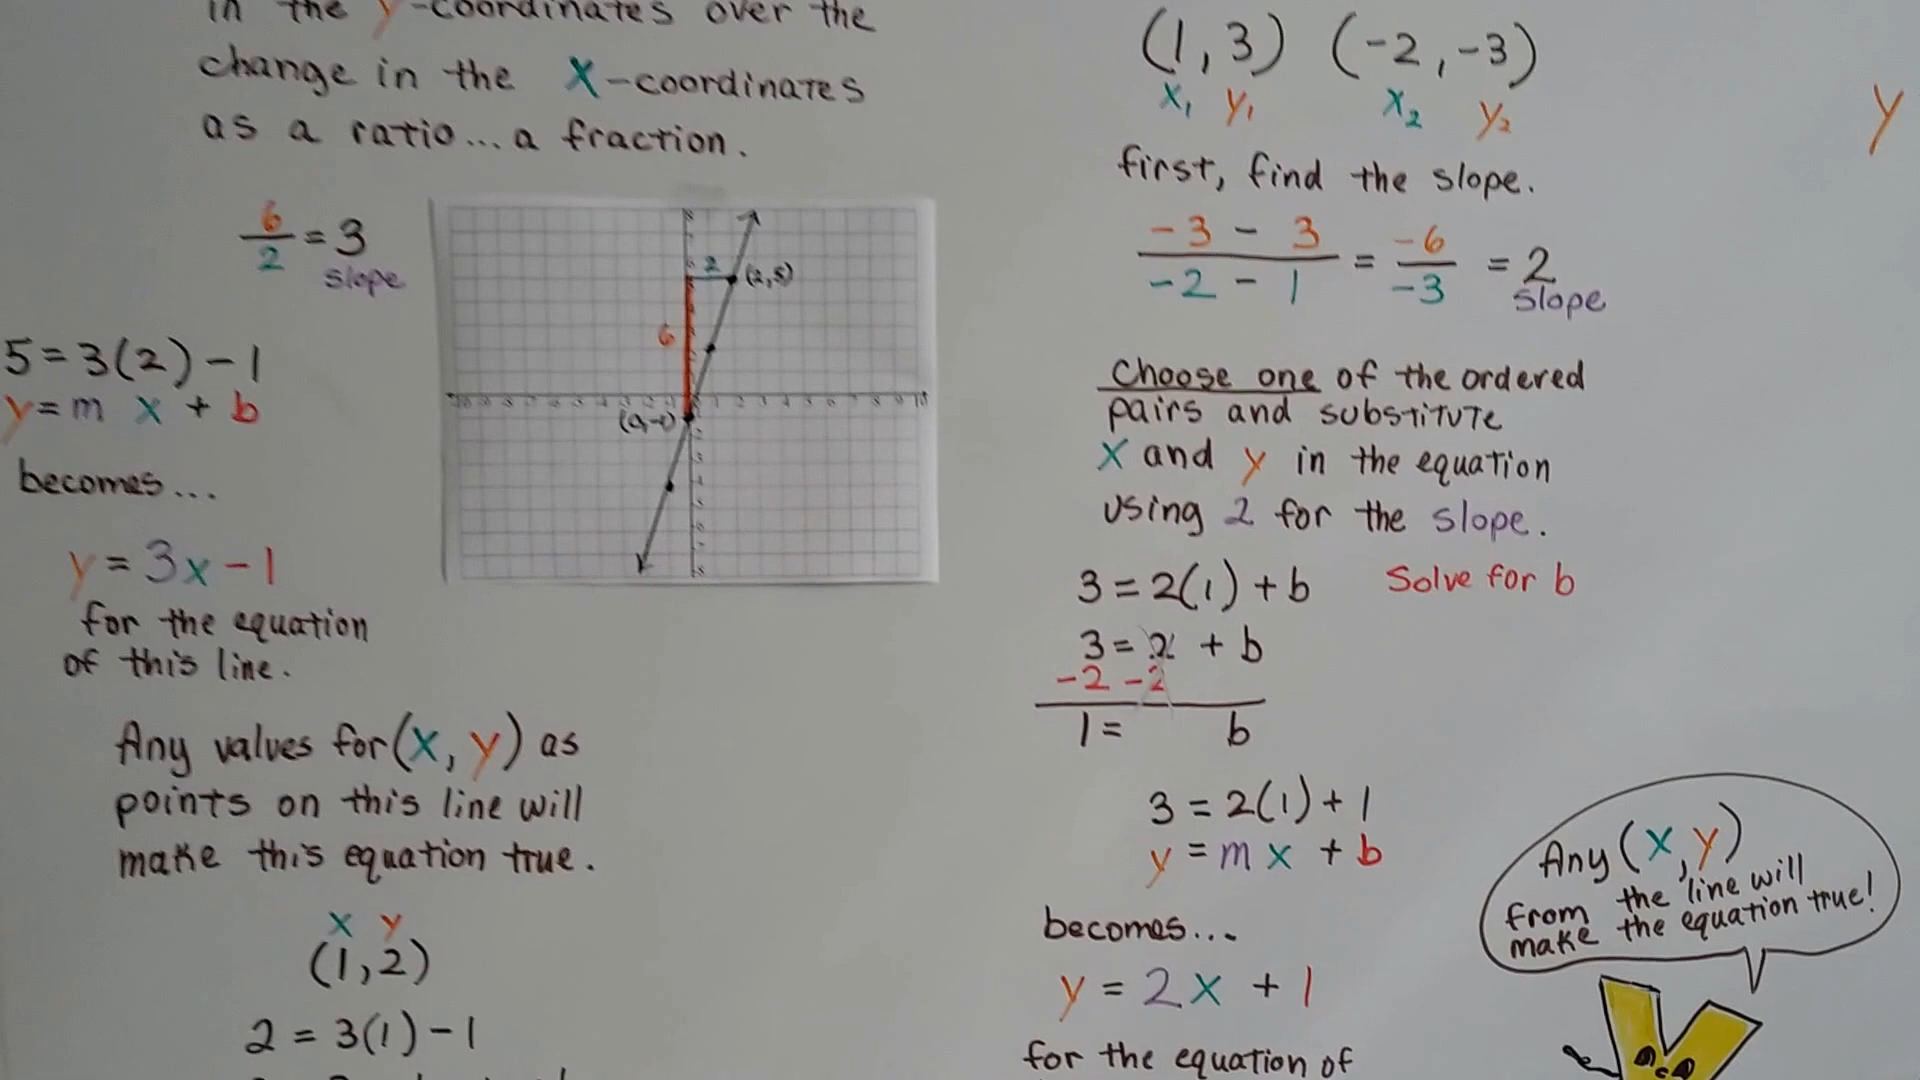 in the y-coordinates over the
change in the x-coordinates
as a ratio... a fraction.
6/2 = 3
slope
2
(2,5)
6
5 = 3(2) - 1
y = m x + b
becomes...
y = 3x - 1
for the equation
of this line.
Any values for (x, y) as
points on this line will
make this equation true.
x y
(1, 2)
2 = 3(1) - 1
(1, 3) (-2, -3)
x₁ y₁ x₂ y₂
first, find the slope.
-3 - 3 / -2 - 1 = -6/-3 = 2
slope
Choose one of the ordered
pairs and substitute
x and y in the equation
using 2 for the slope.
3 = 2(1) + b Solve for b
3 = 2 + b
-2 -2
1 = b
3 = 2(1) + 1
y = m x + b
becomes...
y = 2x + 1
for the equation of
Any (x, y)
from the line will
make the equation true!
y